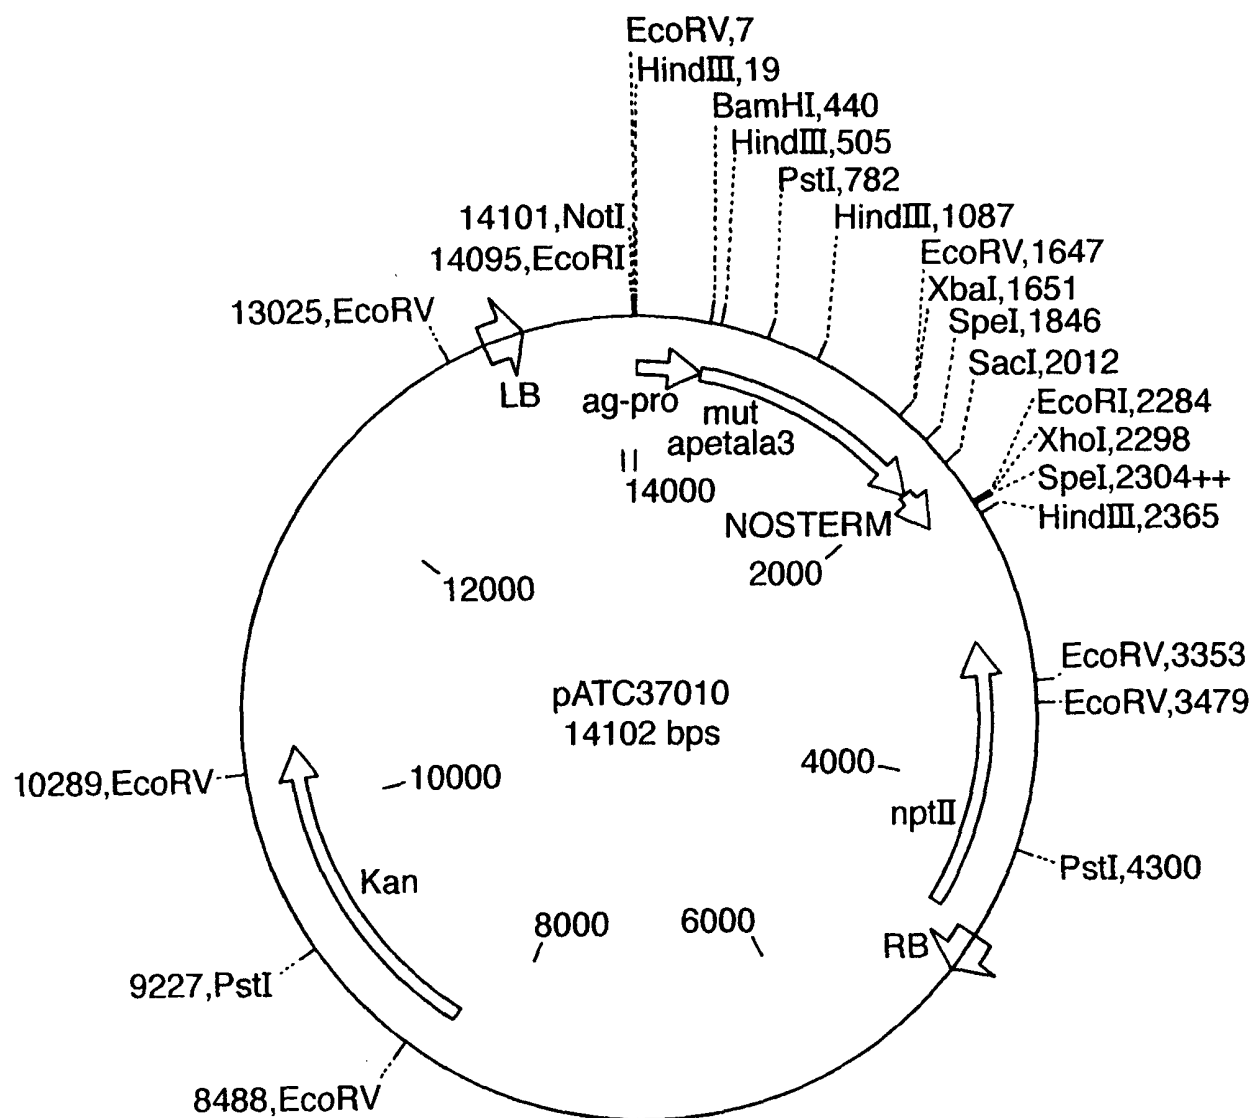 EcoRV,7
HindIII,19
BamHI,440
HindIII,505
PstI,782
14101,NotI
HindIII,1087
14095,EcoRI
EcoRV,1647
XbaI,1651
13025,EcoRV
SpeI,1846
SacI,2012
LB
ag-pro
mut
apetala3
EcoRI,2284
XhoI,2298
SpeI,2304++
HindIII,2365
14000
NOSTERM
2000
12000
EcoRV,3353
EcoRV,3479
pATC37010
14102 bps
10289,EcoRV
10000
4000
nptII
PstI,4300
Kan
8000
6000
RB
9227,PstI
8488,EcoRV